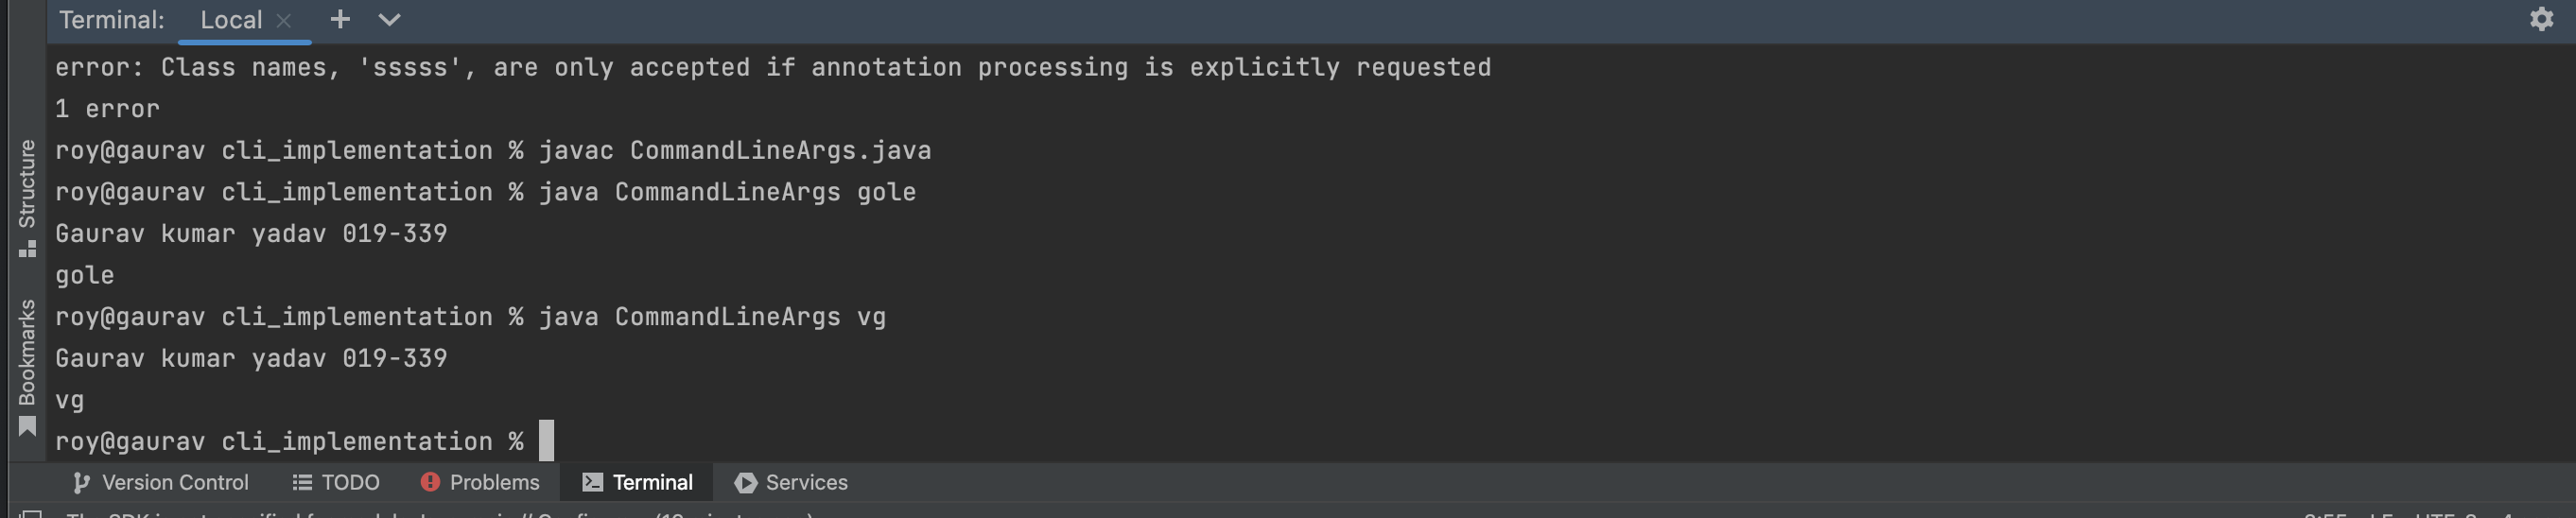 Terminal: Local
error: Class names, 'sssss', are only accepted if annotation processing is explicitly requested
1 error
roy@gaurav cli_implementation % javac CommandLineArgs.java
roy@gaurav cli_implementation % java CommandLineArgs gole
Gaurav kumar yadav 019-339
gole
roy@gaurav cli_implementation % java CommandLineArgs vg
Gaurav kumar yadav 019-339
vg
roy@gaurav cli_implementation %
Structure
Bookmarks
Version Control TODO Problems Terminal Services